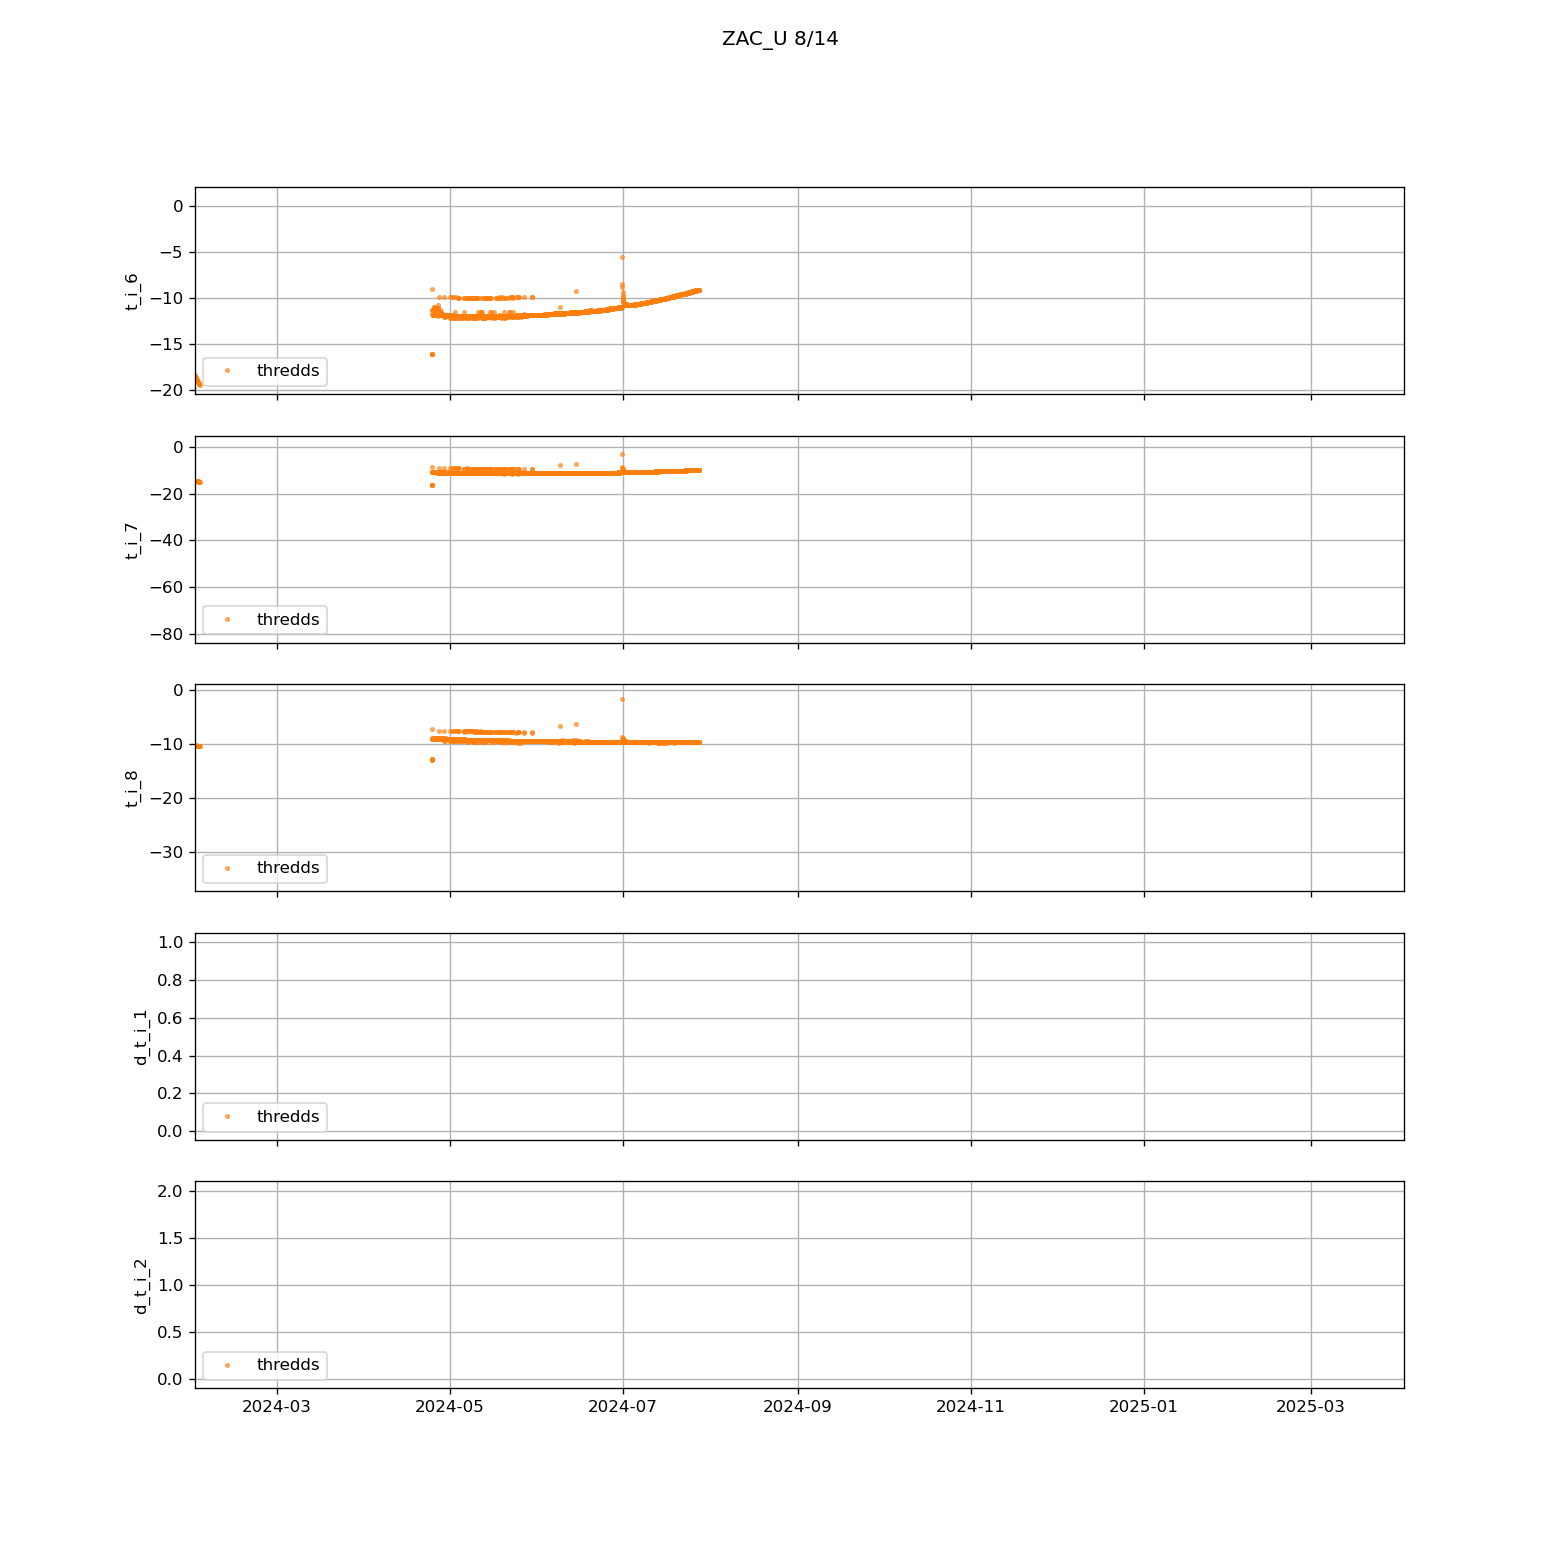 ZAC_U 8/14
0
−5
−10
−15
−20
t_i_6
thredds
0
−20
−40
−60
−80
t_i_7
thredds
0
−10
−20
−30
t_i_8
thredds
1.0
0.8
0.6
0.4
0.2
0.0
d_t_i_1
thredds
2.0
1.5
1.0
0.5
0.0
d_t_i_2
thredds
2024-03 2024-05 2024-07 2024-09 2024-11 2025-01 2025-03